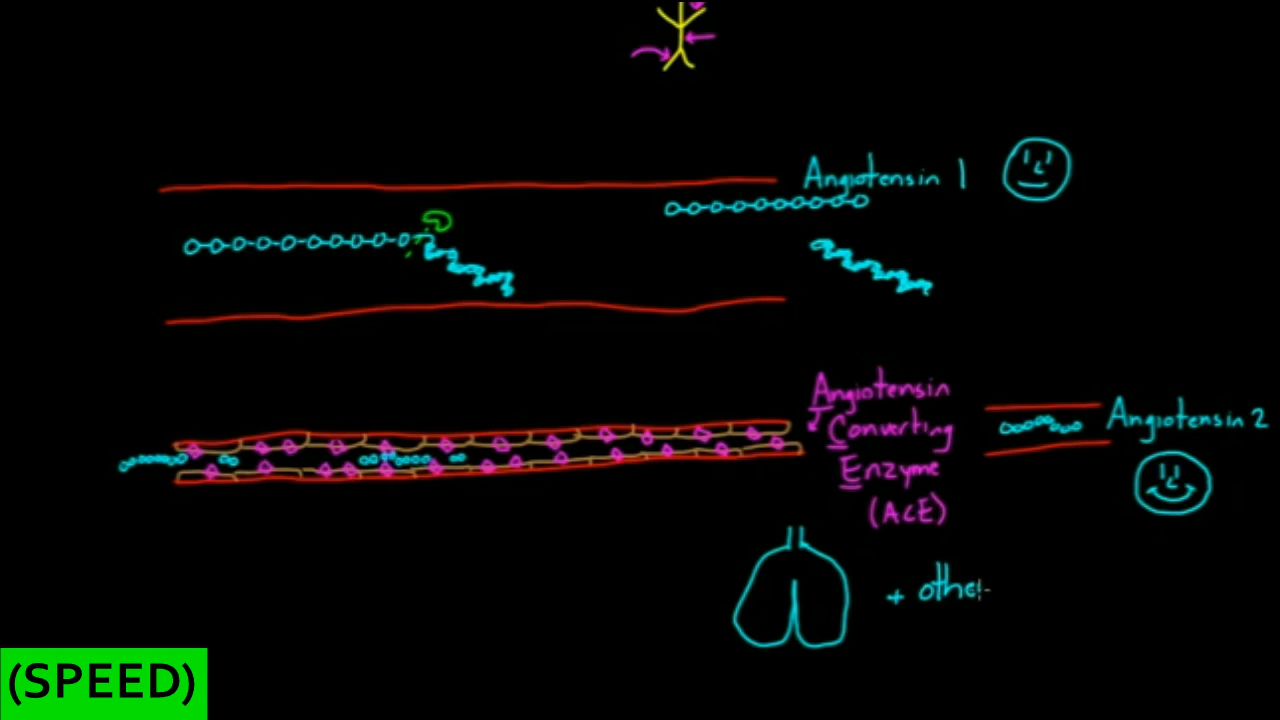 Angiotensin 1
Angiotensin
Converting
Enzyme
(ACE)
Angiotensin 2
+ other
(SPEED)